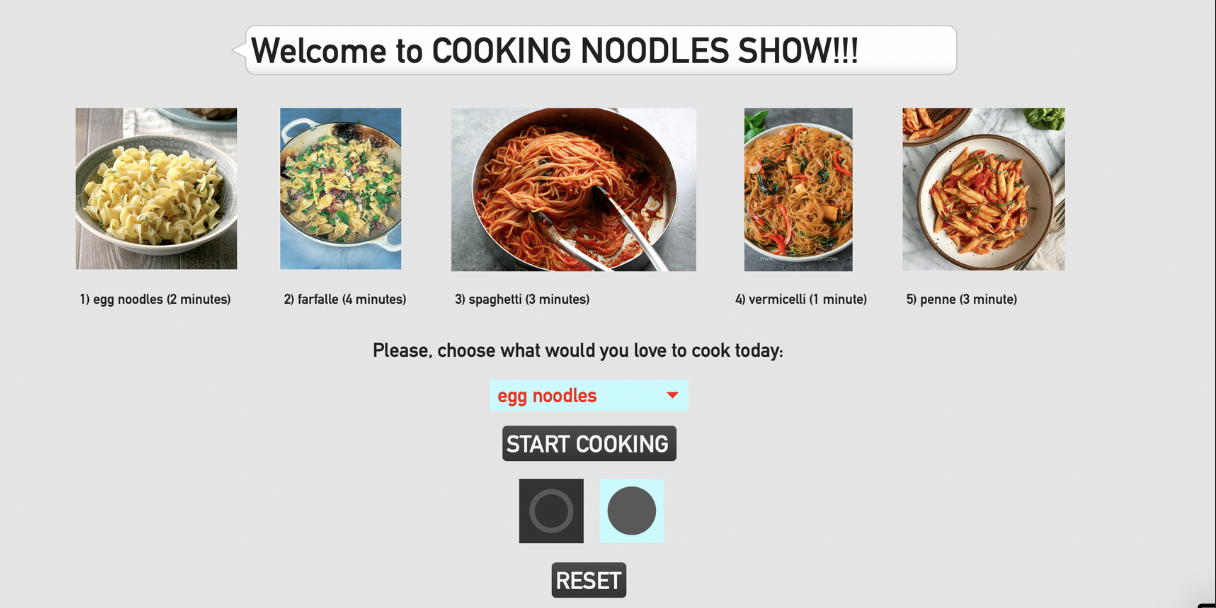 Welcome to COOKING NOODLES SHOW!!!
1) egg noodles (2 minutes)
2) farfalle (4 minutes)
3) spaghetti (3 minutes)
4) vermicelli (1 minute)
5) penne (3 minute)
Please, choose what would you love to cook today:
egg noodles
START COOKING
RESET